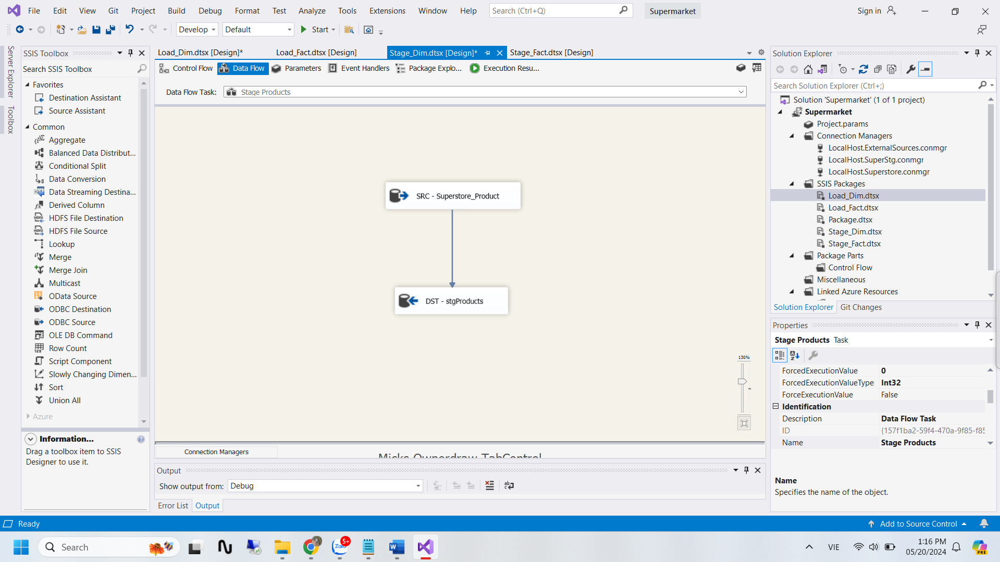 File Edit View Git Project Build Debug Format Test Analyze Tools Extensions Window Help Search (Ctrl+Q) Supermarket Sign in
Develop Default Start
Server Explorer
Toolbox
SSIS Toolbox
Search SSIS Toolbox
Favorites
Destination Assistant
Source Assistant
Common
Aggregate
Balanced Data Distribut...
Conditional Split
Data Conversion
Data Streaming Destina...
Derived Column
HDFS File Destination
HDFS File Source
Lookup
Merge
Merge Join
Multicast
OData Source
ODBC Destination
ODBC Source
OLE DB Command
Row Count
Script Component
Slowly Changing Dimen...
Sort
Union All
Azure
Information...
Drag a toolbox item to SSIS
Designer to use it.
Load_Dim.dtsx [Design]* Load_Fact.dtsx [Design] Stage_Dim.dtsx [Design]* Stage_Fact.dtsx [Design]
Control Flow Data Flow Parameters Event Handlers Package Explo... Execution Resu...
Data Flow Task: Stage Products
SRC - Superstore_Product
DST - stgProducts
130%
Connection Managers
Micks Ownerdraw TabControl
Output
Show output from: Debug
Error List Output
Solution Explorer
Search Solution Explorer (Ctrl+;)
Solution 'Supermarket' (1 of 1 project)
Supermarket
Project.params
Connection Managers
LocalHost.ExternalSources.conmgr
LocalHost.SuperStg.conmgr
LocalHost.Superstore.conmgr
SSIS Packages
Load_Dim.dtsx
Load_Fact.dtsx
Package.dtsx
Stage_Dim.dtsx
Stage_Fact.dtsx
Package Parts
Control Flow
Miscellaneous
Linked Azure Resources
Solution Explorer Git Changes
Properties
Stage Products Task
ForcedExecutionValue 0
ForcedExecutionValueType Int32
ForceExecutionValue False
Identification
Description Data Flow Task
ID {157f1ba2-59f4-470a-9f85-f85
Name Stage Products
Name
Specifies the name of the object.
Ready Add to Source Control
Search Zalo 5+ VIE 1:16 PM
05/20/2024 PRE